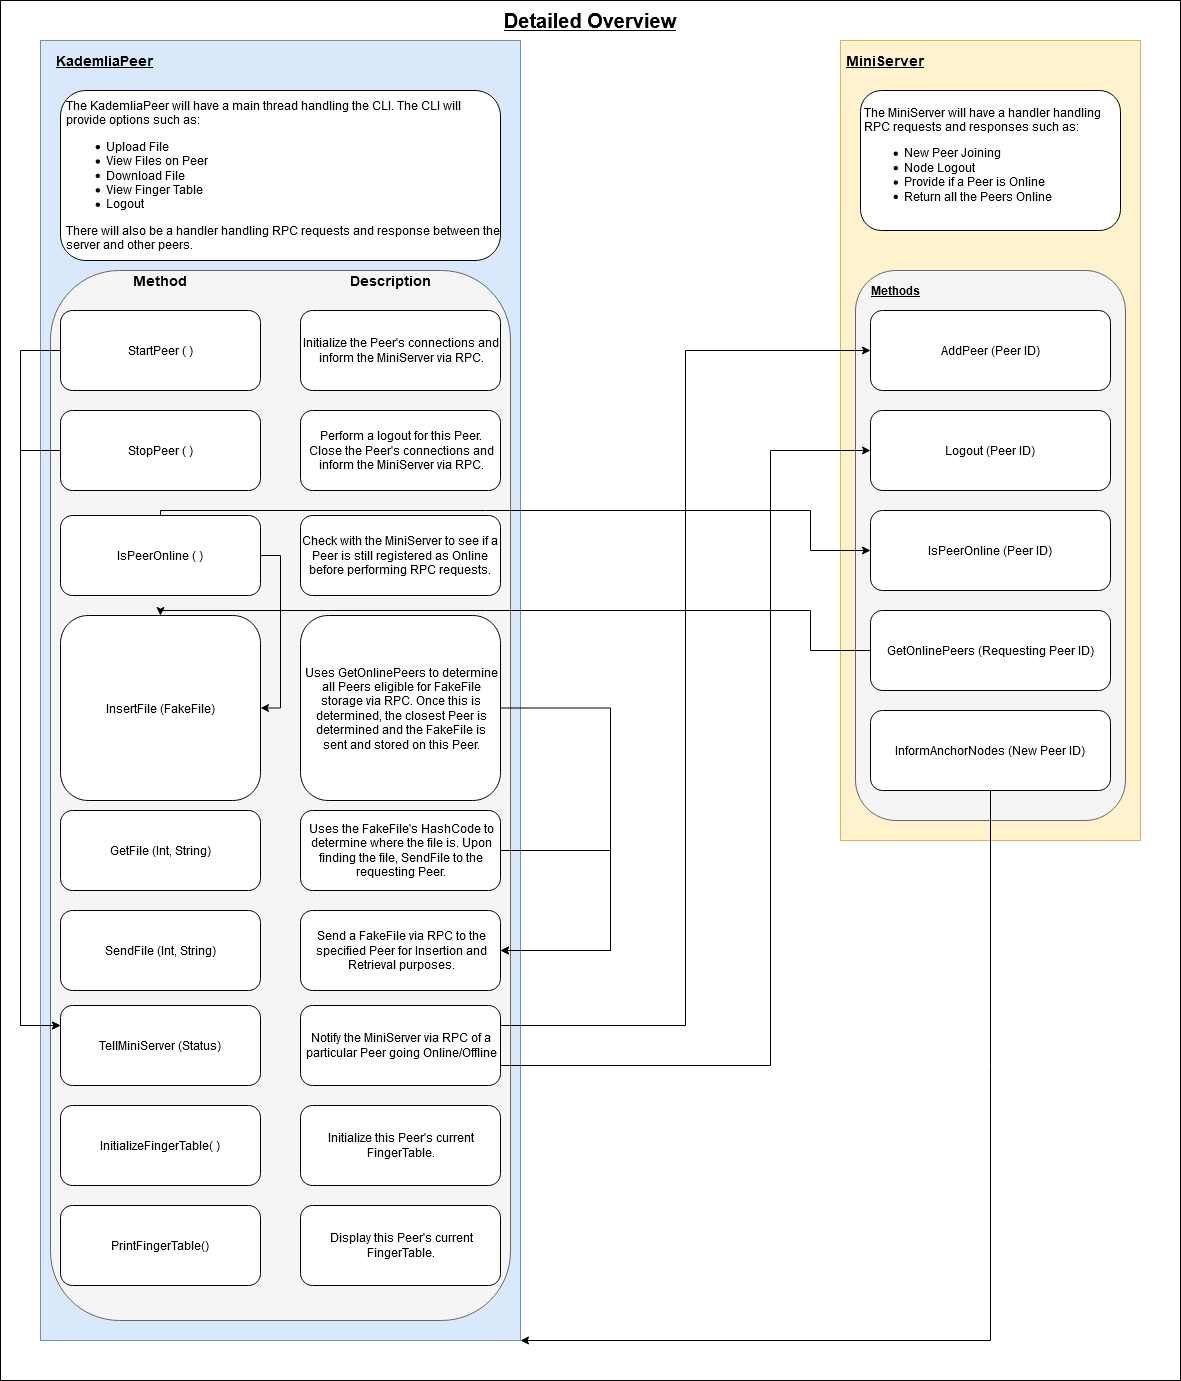 Detailed Overview
KademliaPeer
The KademliaPeer will have a main thread handling the CLI. The CLI will
provide options such as:
• Upload File
• View Files on Peer
• Download File
• View Finger Table
• Logout
There will also be a handler handling RPC requests and response between the
server and other peers.
Method
Description
StartPeer ( )
Initialize the Peer's connections and
inform the MiniServer via RPC.
StopPeer ( )
Perform a logout for this Peer.
Close the Peer's connections and
inform the MiniServer via RPC.
IsPeerOnline ( )
Check with the MiniServer to see if a
Peer is still registered as Online
before performing RPC requests.
InsertFile (FakeFile)
Uses GetOnlinePeers to determine
all Peers eligible for FakeFile
storage via RPC. Once this is
determined, the closest Peer is
determined and the FakeFile is
sent and stored on this Peer.
GetFile (Int, String)
Uses the FakeFile's HashCode to
determine where the file is. Upon
finding the file, SendFile to the
requesting Peer.
SendFile (Int, String)
Send a FakeFile via RPC to the
specified Peer for Insertion and
Retrieval purposes.
TellMiniServer (Status)
Notify the MiniServer via RPC of a
particular Peer going Online/Offline
InitializeFingerTable( )
Initialize this Peer's current
FingerTable.
PrintFingerTable()
Display this Peer's current
FingerTable.
MiniServer
The MiniServer will have a handler handling
RPC requests and responses such as:
• New Peer Joining
• Node Logout
• Provide if a Peer is Online
• Return all the Peers Online
Methods
AddPeer (Peer ID)
Logout (Peer ID)
IsPeerOnline (Peer ID)
GetOnlinePeers (Requesting Peer ID)
InformAnchorNodes (New Peer ID)